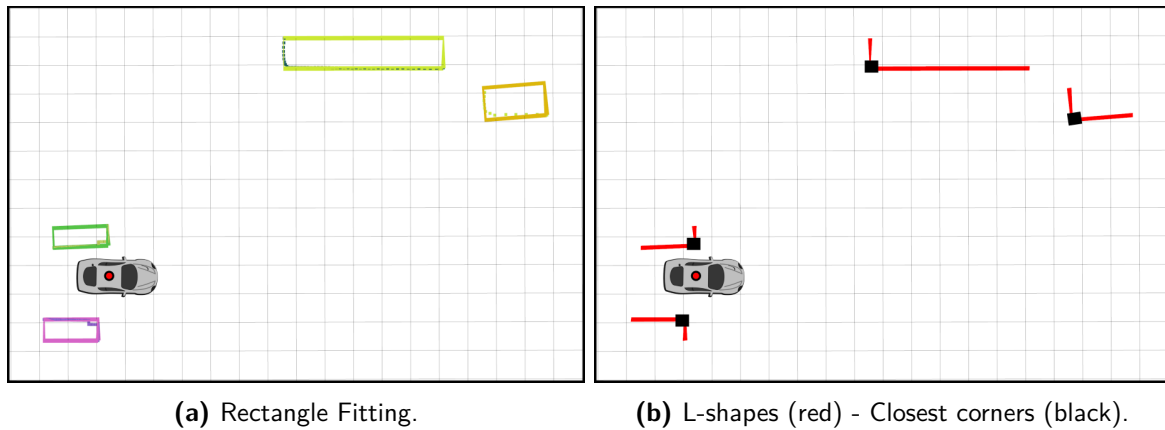 (a) Rectangle Fitting.
(b) L-shapes (red) - Closest corners (black).